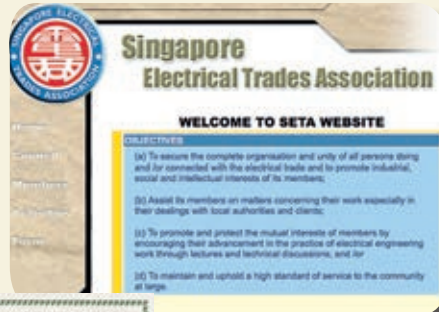 SINGAPORE ELECTRICAL
TRADES ASSOCIATION
Singapore
Electrical Trades Association
WELCOME TO SETA WEBSITE
OBJECTIVES
(a) To secure the complete organisation and unity of all persons doing
and /or connected with the electrical trade and to promote industrial,
social and intellectual interests of its members;
(b) Assist its members on matters concerning their work especially in
their dealings with local authorities and clients;
(c) To promote and protect the mutual interests of members by
encouraging their advancement in the practice of electrical engineering
work through lectures and technical discussions; and /or
(d) To maintain and uphold a high standard of service to the community
at large.
Home
Council
Members